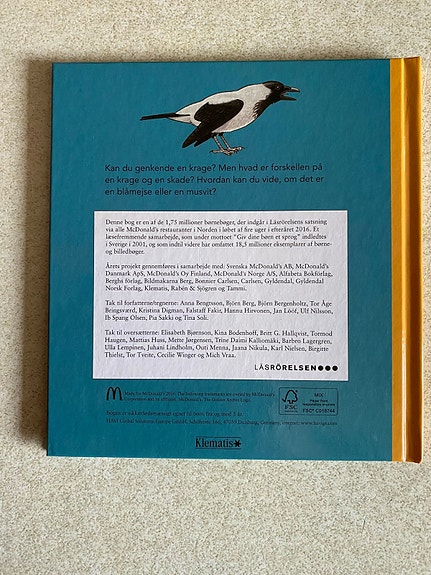 Kan du genkende en krage? Men hvad er forskellen på
en krage og en skade? Hvordan kan du vide, om det er
en blåmejse eller en musvit?
Denne bog er en af de 1,75 millioner børnebøger, der indgår i Läsrörelsens satsning
via alle McDonald's restauranter i Norden i løbet af fire uger i efteråret 2016. Et
læsefremmende samarbejde, som under mottoet "Giv dine børn et sprog" indledtes
i Sverige i 2001, og som indtil videre har omfattet 18,5 millioner eksemplarer af børne-
og billedbøger.
Årets projekt gennemføres i samarbejde med: Svenska McDonald's AB, McDonald's
Danmark ApS, McDonald's Oy Finland, McDonald's Norge A/S, Alfabeta Bokförlag,
Berghs förlag, Bildmakarna Berg, Bonnier Carlsen, Carlsen, Gyldendal, Gyldendal
Norsk Forlag, Klematis, Rabén & Sjögren og Tammi.
Tak til forfatterne/tegnerne: Anna Bengtsson, Björn Berg, Björn Bergenholtz, Tor Åge
Bringsværd, Kristina Digman, Falstaff Fakir, Hannu Hirvonen, Jan Lööf, Ulf Nilsson,
Ib Spang Olsen, Pia Sakki og Tina Soli.
Tak til oversætterne: Elisabeth Bjørnson, Kina Bodenhoff, Britt G. Hallqvist, Tormod
Haugen, Mattias Huss, Mette Jørgensen, Trine Daimi Kalliomäki, Barbro Lagergren,
Ulla Lempinen, Juhani Lindholm, Outi Menna, Jaana Nikula, Karl Nielsen, Birgitte
Thielst, Tor Tveite, Cecilie Winger og Mich Vraa.
LÄSRÖRELSEN
FSC
MIX
FSC® C018744
Klematis